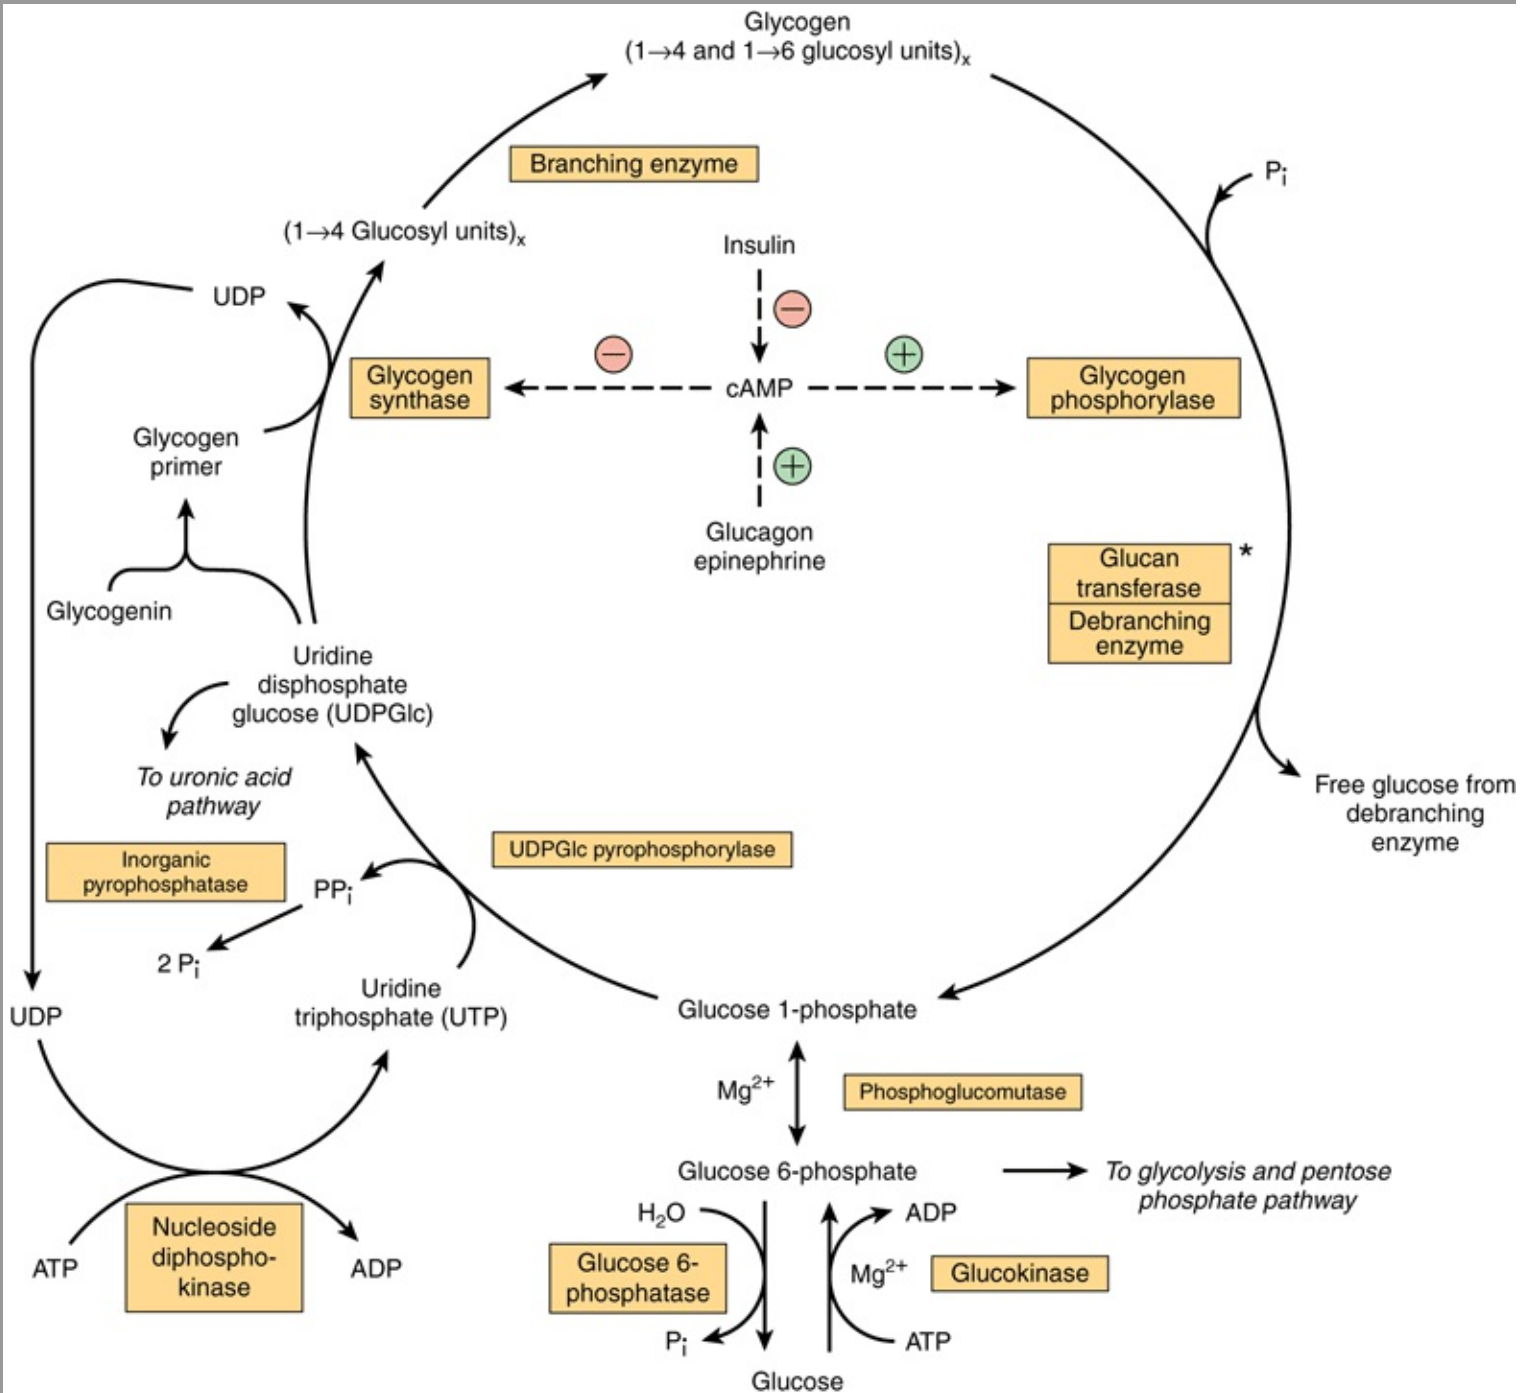 Glycogen
(1→4 and 1→6 glucosyl units)x
Branching enzyme
Pi
(1→4 Glucosyl units)x
Insulin
UDP
−
−
+
Glycogen
synthase
cAMP
Glycogen
phosphorylase
Glycogen
primer
+
Glucagon
epinephrine
Glucan
transferase
*
Debranching
enzyme
Glycogenin
Uridine
disphosphate
glucose (UDPGlc)
To uronic acid
pathway
Free glucose from
debranching
enzyme
UDPGlc pyrophosphorylase
Inorganic
pyrophosphatase
PPi
2 Pi
Uridine
triphosphate (UTP)
UDP
Glucose 1-phosphate
Mg2+
Phosphoglucomutase
Glucose 6-phosphate
To glycolysis and pentose
phosphate pathway
H2O
ADP
Nucleoside
diphospho-
kinase
ATP
ADP
Glucose 6-
phosphatase
Mg2+
Glucokinase
Pi
ATP
Glucose